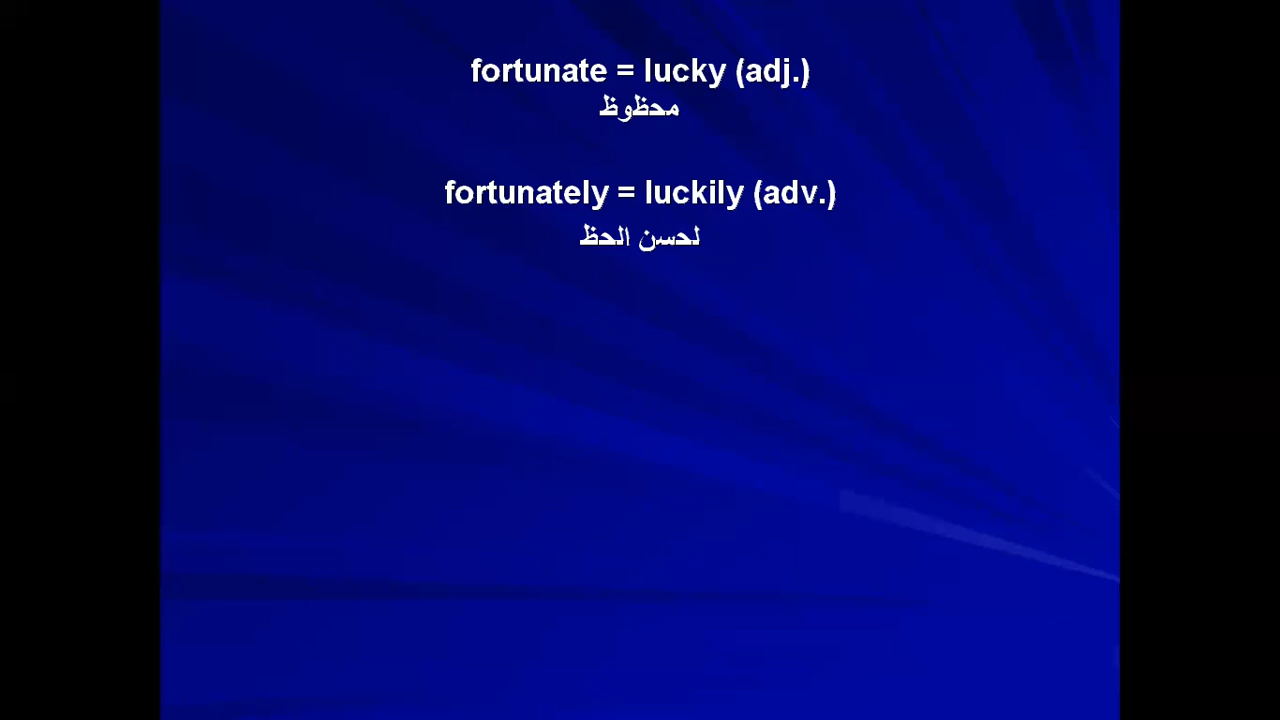 fortunate = lucky (adj.)
محظوظ
fortunately = luckily (adv.)
لحسن الحظ